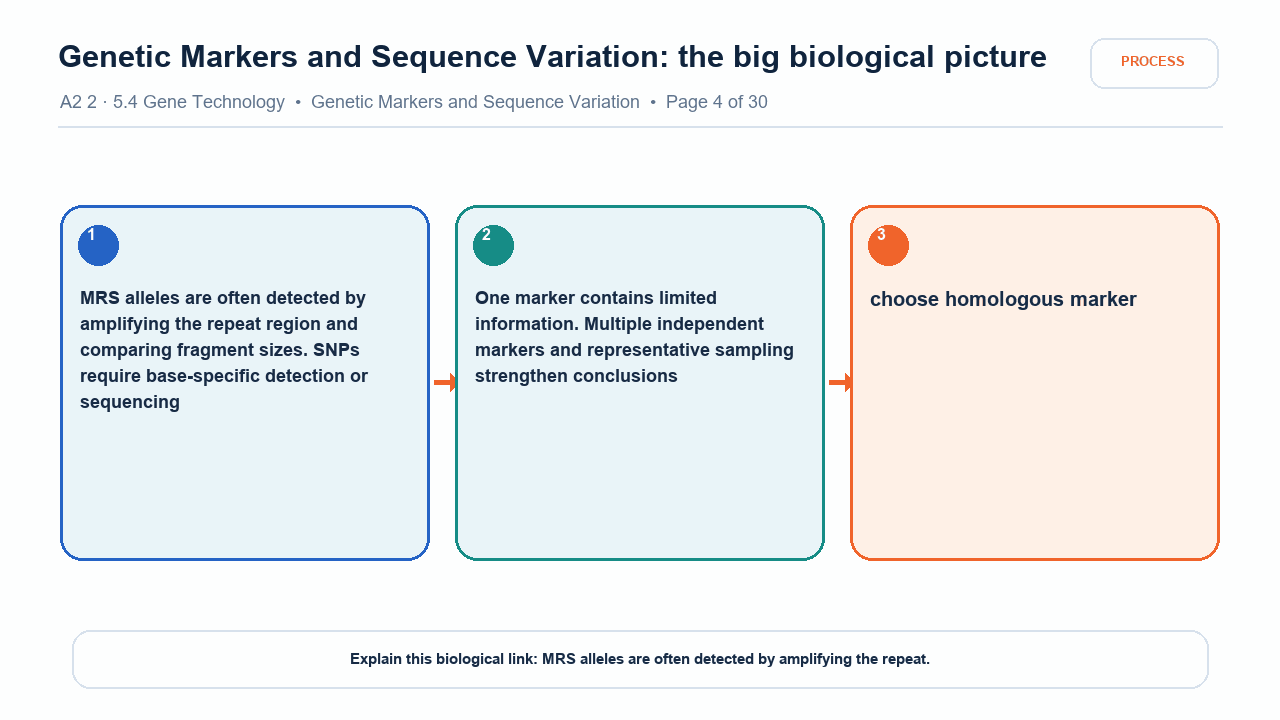 Genetic Markers and Sequence Variation: the big biological picture
PROCESS
A2 2 · 5.4 Gene Technology • Genetic Markers and Sequence Variation • Page 4 of 30
1
MRS alleles are often detected by
amplifying the repeat region and
comparing fragment sizes. SNPs
require base-specific detection or
sequencing
2
One marker contains limited
information. Multiple independent
markers and representative sampling
strengthen conclusions
3
choose homologous marker
Explain this biological link: MRS alleles are often detected by amplifying the repeat.